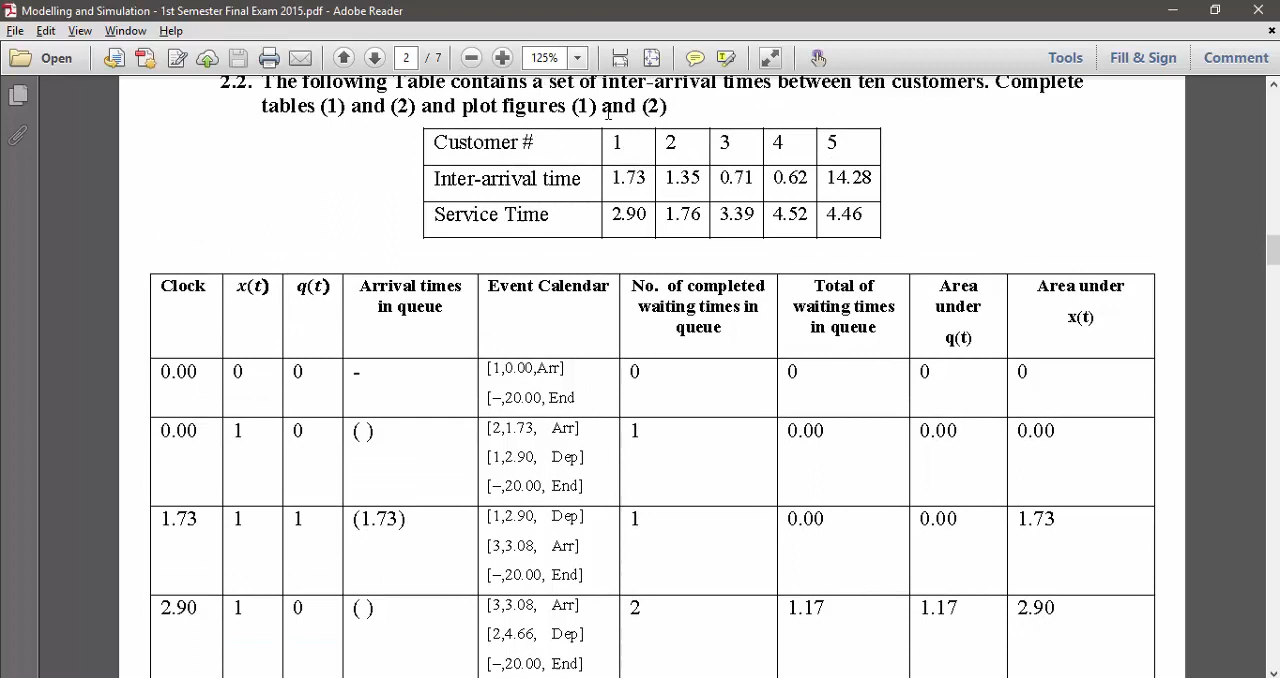 Modelling and Simulation - 1st Semester Final Exam 2015.pdf - Adobe Reader
File Edit View Window Help
Open 2 / 7 125% Tools Fill & Sign Comment
2.2. The following Table contains a set of inter-arrival times between ten customers. Complete
tables (1) and (2) and plot figures (1) and (2)
Customer # 1 2 3 4 5
Inter-arrival time 1.73 1.35 0.71 0.62 14.28
Service Time 2.90 1.76 3.39 4.52 4.46
Clock x(t) q(t) Arrival times Event Calendar No. of completed Total of Area Area under
in queue waiting times in waiting times under x(t)
queue in queue q(t)
0.00 0 0 - [1,0.00,Arr] 0 0 0 0
[–,20.00, End
0.00 1 0 ( ) [2,1.73, Arr] 1 0.00 0.00 0.00
[1,2.90, Dep]
[–,20.00, End]
1.73 1 1 (1.73) [1,2.90, Dep] 1 0.00 0.00 1.73
[3,3.08, Arr]
[–,20.00, End]
2.90 1 0 ( ) [3,3.08, Arr] 2 1.17 1.17 2.90
[2,4.66, Dep]
[–,20.00, End]